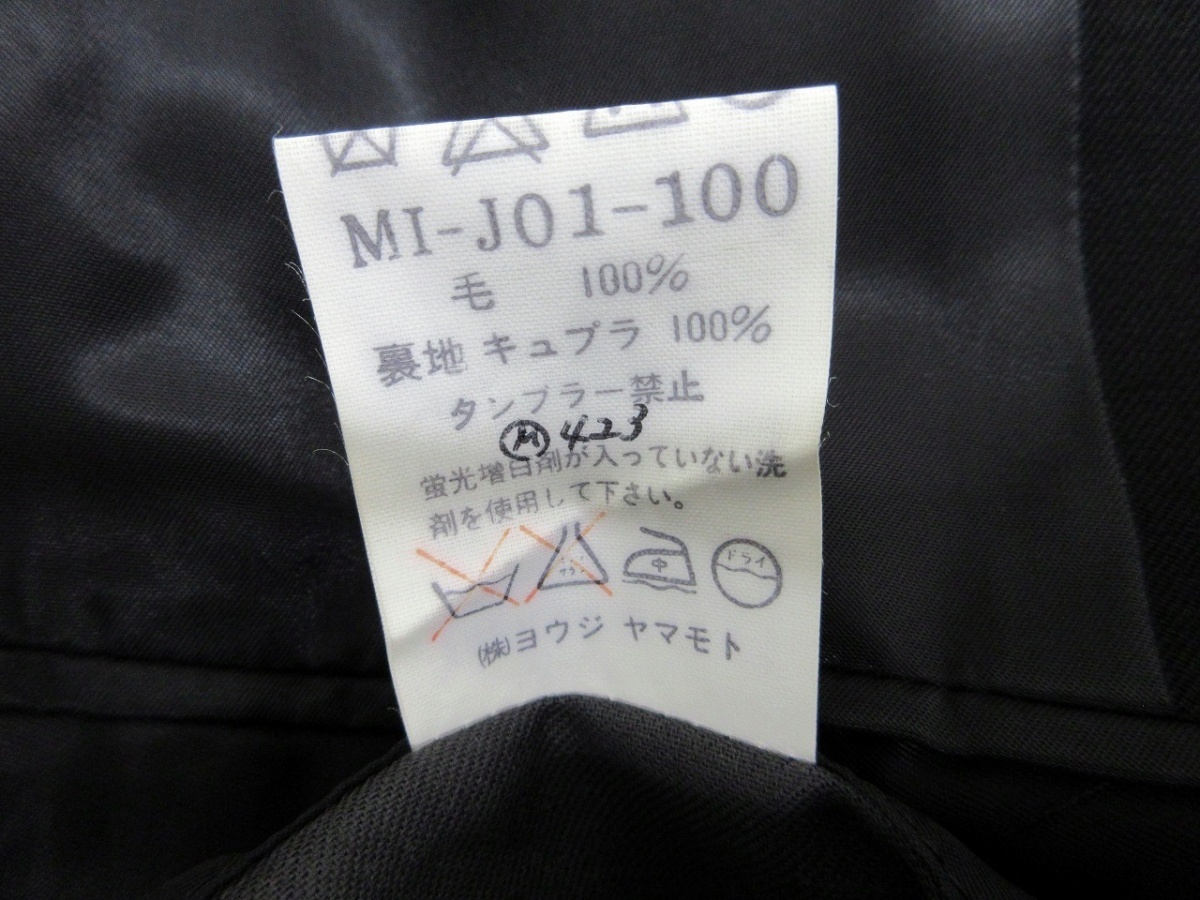 MI-J01-100
毛 100%
裏地 キュプラ 100%
タンブラー禁止
M 423
蛍光増白剤が入っていない洗
剤を使用して下さい。
中 ドライ
(株)ヨウジ ヤマモト